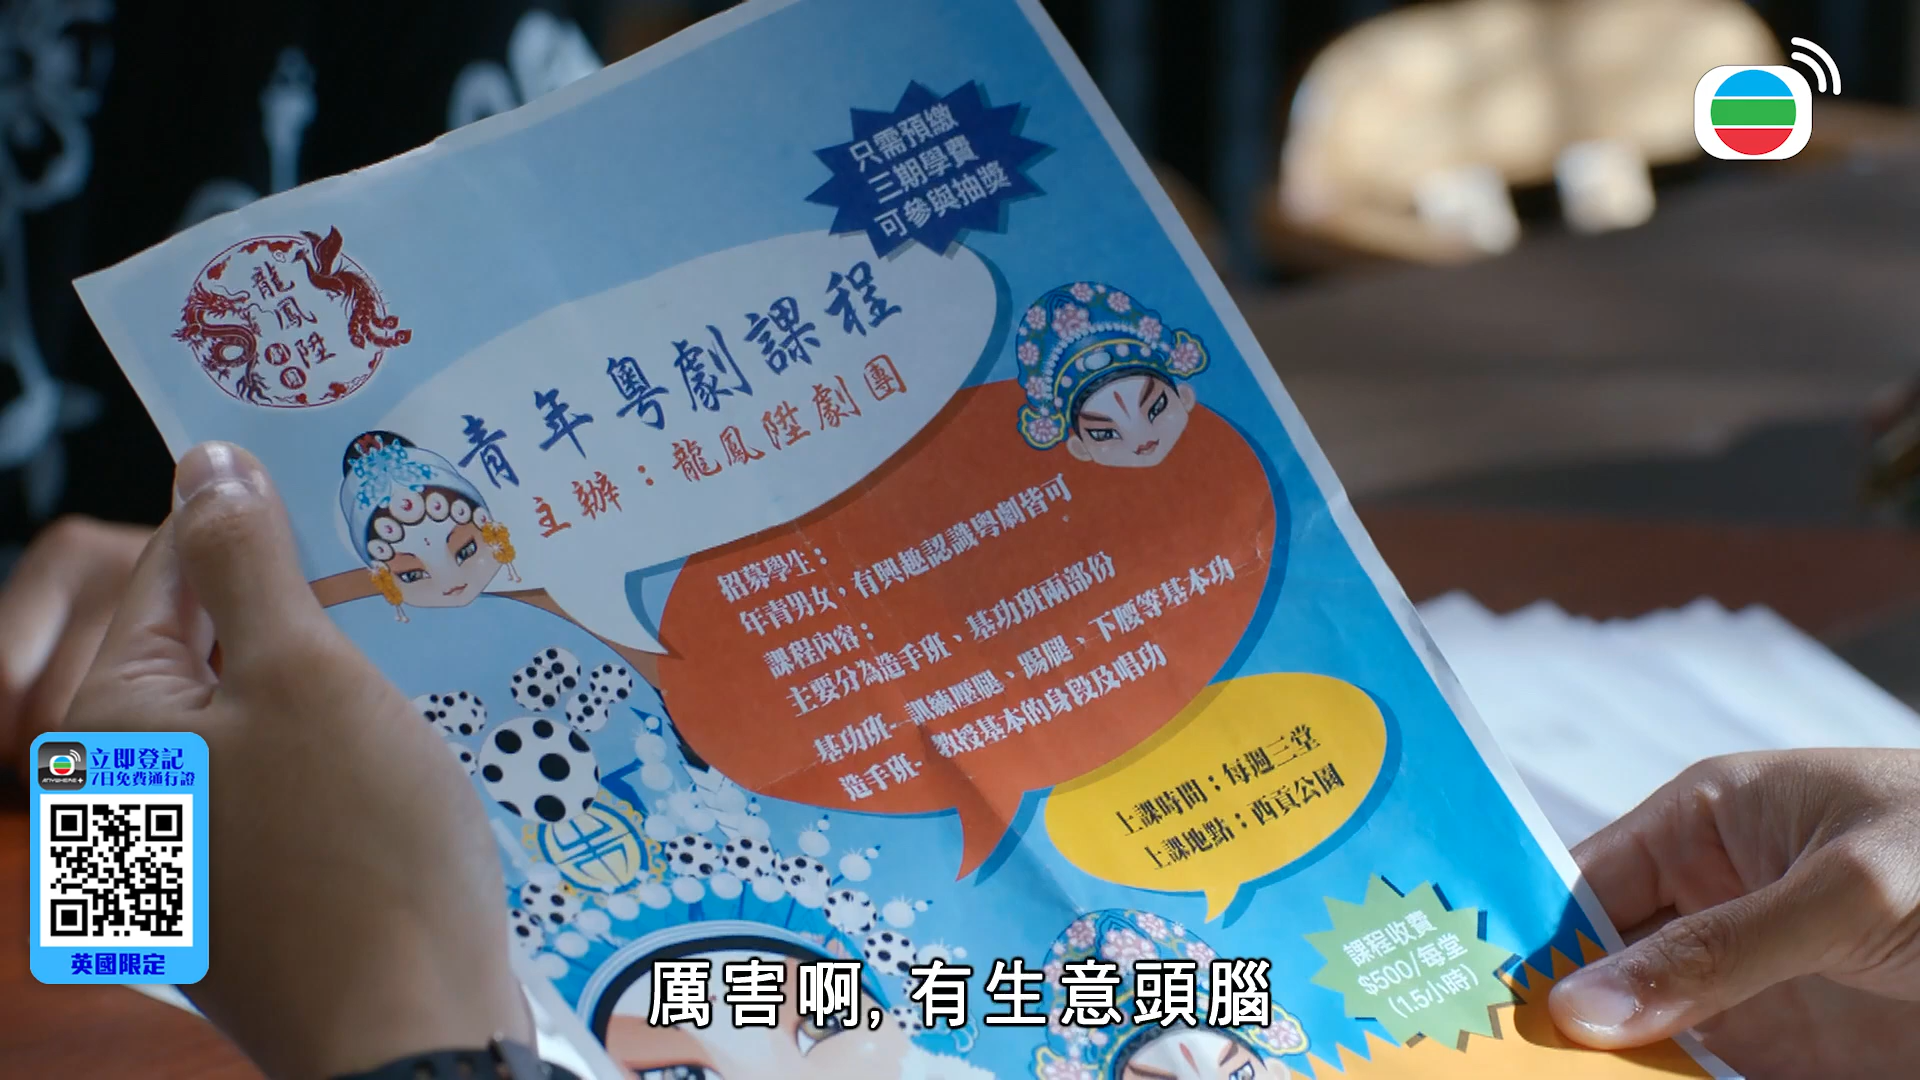 只需預繳
三期學費
可參與抽獎
龍
鳳
陞
劇
團
青年粵劇課程
主辦：龍鳳陞劇團
招募學生：
年青男女，有興趣認識粵劇皆可
課程內容：
主要分為造手班、基功班兩部份
基功班- 訓練壓腿、踢腿、下腰等基本功
造手班- 教授基本的身段及唱功
上課時間：每週三堂
上課地點：西貢公園
課程收費
$500/每堂
(1.5小時)
立即登記
7日免費通行證
ANYWHERE+
英國限定
厲害啊, 有生意頭腦